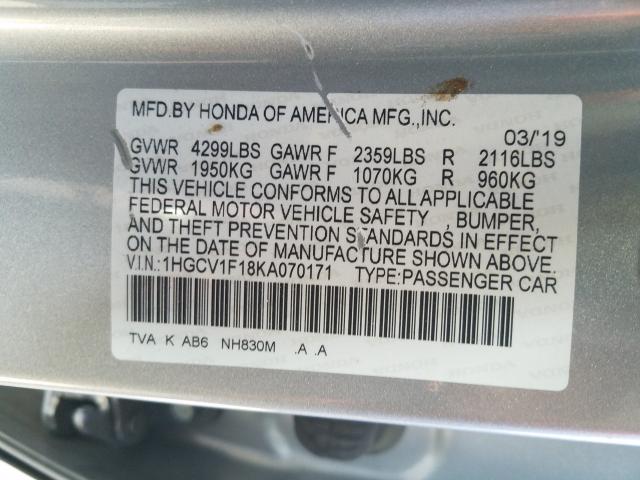 MFD.BY HONDA OF AMERICA MFG.,INC.
03/'19
GVWR 4299LBS GAWR F 2359LBS R 2116LBS
GVWR 1950KG GAWR F 1070KG R 960KG
THIS VEHICLE CONFORMS TO ALL APPLICABLE
FEDERAL MOTOR VEHICLE SAFETY , BUMPER,
AND THEFT PREVENTION STANDARDS IN EFFECT
ON THE DATE OF MANUFACTURE SHOWN ABOVE.
V.I.N.:1HGCV1F18KA070171 TYPE:PASSENGER CAR
TVA K AB6 NH830M .A .A